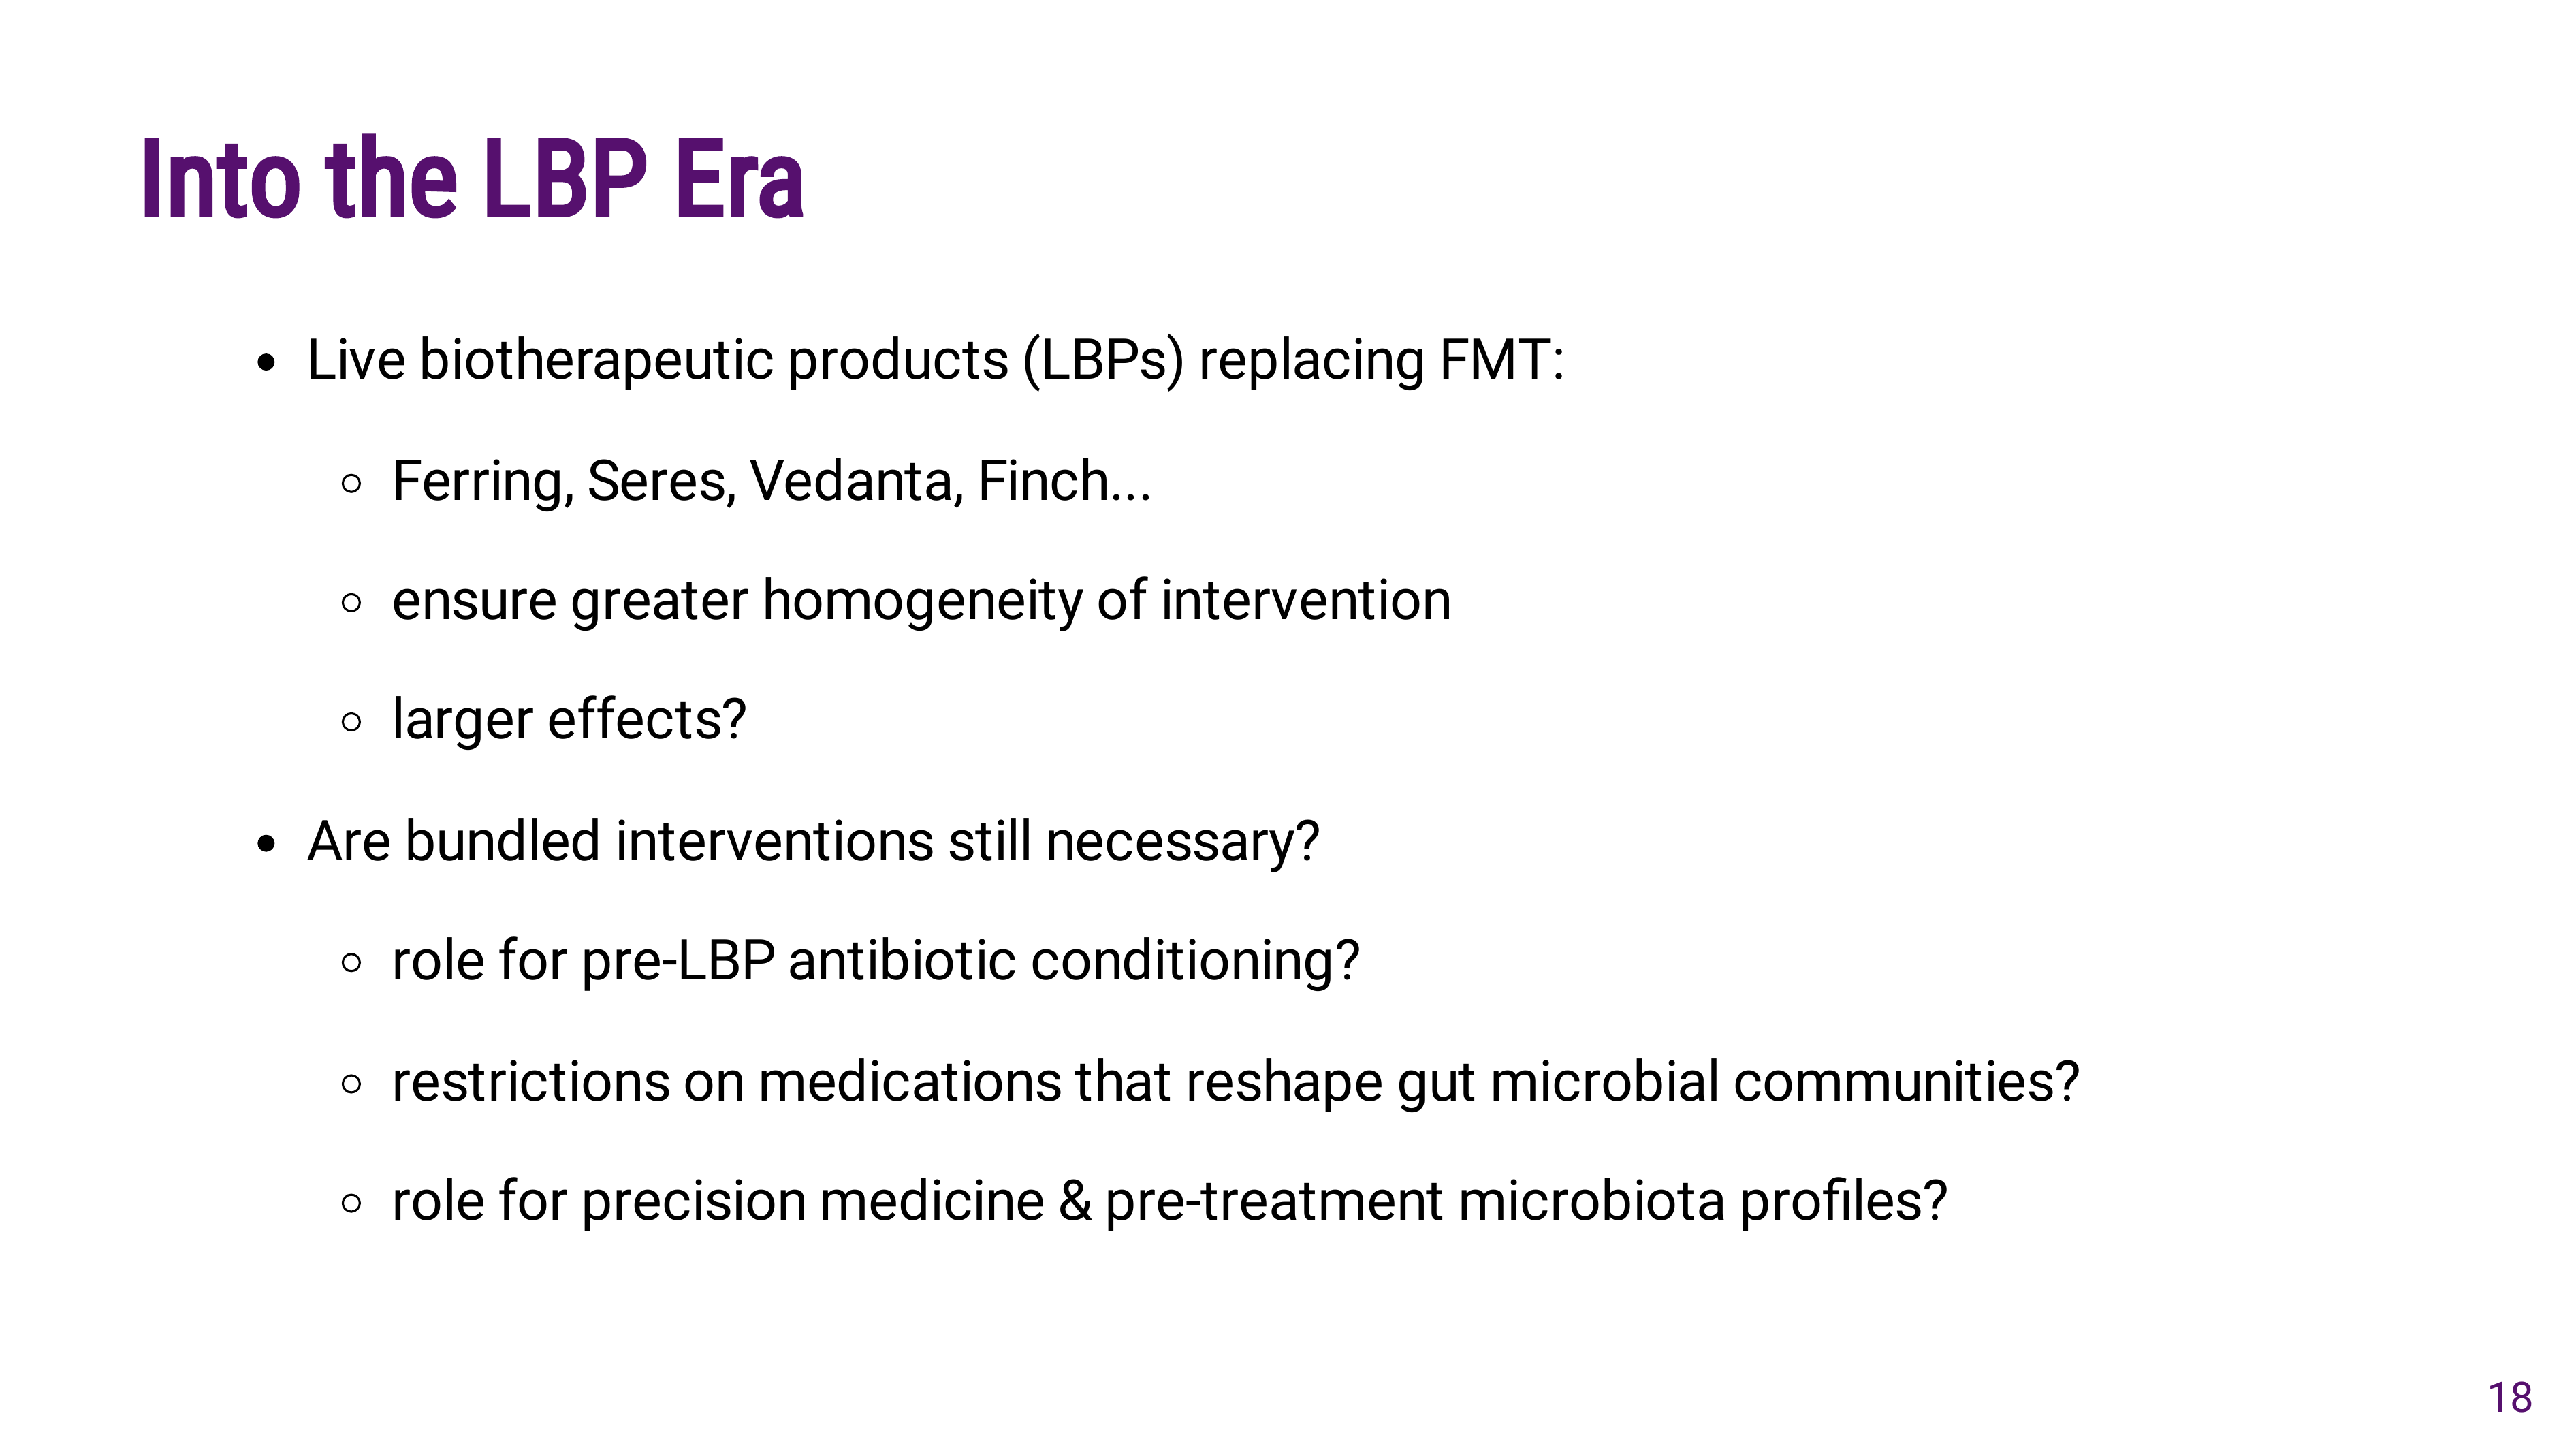 Into the LBP Era
• Live biotherapeutic products (LBPs) replacing FMT:
◦ Ferring, Seres, Vedanta, Finch...
◦ ensure greater homogeneity of intervention
◦ larger effects?
• Are bundled interventions still necessary?
◦ role for pre-LBP antibiotic conditioning?
◦ restrictions on medications that reshape gut microbial communities?
◦ role for precision medicine & pre-treatment microbiota profiles?
18